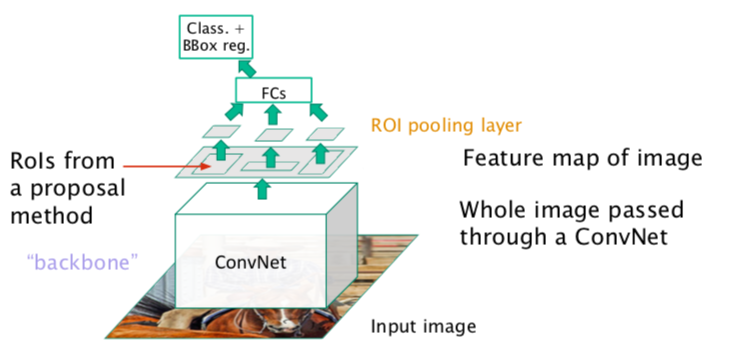 Class. +
BBox reg.
FCs
ROI pooling layer
RoIs from
a proposal
method
Feature map of image
Whole image passed
through a ConvNet
"backbone"
ConvNet
Input image